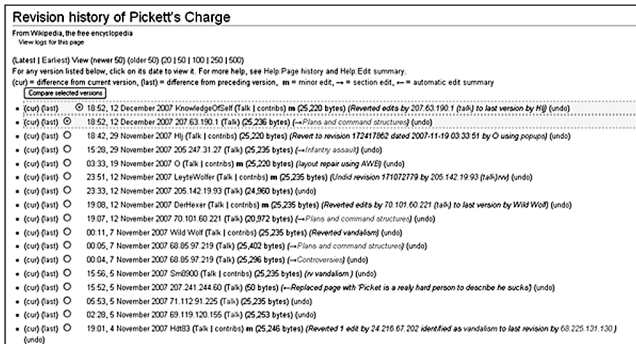 Revision history of Pickett's Charge
From Wikipedia, the free encyclopedia
View logs for this page
(Latest | Earliest) View (newer 50) (older 50) (20 | 50 | 100 | 250 | 500)
For any version listed below, click on its date to view it. For more help, see Help:Page history and Help:Edit summary.
(cur) = difference from current version, (last) = difference from preceding version, m = minor edit, → = section edit, ← = automatic edit summary
Compare selected versions
(cur) (last) 18:52, 12 December 2007 KnowledgeOfSelf (Talk | contribs) m (25,220 bytes) (Reverted edits by 207.63.190.1 (talk) to last version by Hlj) (undo)
(cur) (last) 18:52, 12 December 2007 207.63.190.1 (Talk) (25,236 bytes) (→Plans and command structures) (undo)
(cur) (last) 18:42, 29 November 2007 Hlj (Talk | contribs) (25,220 bytes) (Revert to revision 172417862 dated 2007-11-19 03:33:51 by O using popups) (undo)
(cur) (last) 15:28, 29 November 2007 205.247.31.27 (Talk) (25,235 bytes) (→Infantry assault) (undo)
(cur) (last) 03:33, 19 November 2007 O (Talk | contribs) m (25,220 bytes) (layout repair using AWB) (undo)
(cur) (last) 23:51, 12 November 2007 LeyteWolfer (Talk | contribs) m (25,235 bytes) (Undid revision 171072779 by 205.142.19.93 (talk)rvv) (undo)
(cur) (last) 23:33, 12 November 2007 205.142.19.93 (Talk) (24,960 bytes) (undo)
(cur) (last) 19:08, 12 November 2007 DerHexer (Talk | contribs) m (25,235 bytes) (Reverted edits by 70.101.60.221 (talk) to last version by Wild Wolf) (undo)
(cur) (last) 19:07, 12 November 2007 70.101.60.221 (Talk) (20,972 bytes) (→Plans and command structures) (undo)
(cur) (last) 00:11, 7 November 2007 Wild Wolf (Talk | contribs) (25,235 bytes) (Reverted vandalism) (undo)
(cur) (last) 00:08, 7 November 2007 68.85.97.219 (Talk) (25,402 bytes) (→Plans and command structures) (undo)
(cur) (last) 00:04, 7 November 2007 68.85.97.219 (Talk) (25,296 bytes) (→Controversies) (undo)
(cur) (last) 15:56, 5 November 2007 Sm8900 (Talk | contribs) (25,235 bytes) (rv vandalism ) (undo)
(cur) (last) 15:52, 5 November 2007 207.241.244.60 (Talk) (50 bytes) (←Replaced page with 'Picket is a realy hard person to describe he sucks!) (undo)
(cur) (last) 05:53, 5 November 2007 71.112.91.225 (Talk) (25,235 bytes) (undo)
(cur) (last) 02:28, 5 November 2007 69.119.120.155 (Talk) (25,253 bytes) (undo)
(cur) (last) 19:01, 4 November 2007 Hdt83 (Talk | contribs) m (25,246 bytes) (Reverted 1 edit by 24.216.67.202 identified as vandalism to last revision by 68.225.131.130.)
(undo)